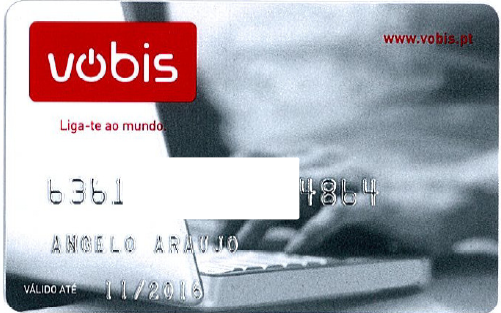 vobis
www.vobis.pt
Liga-te ao mundo.
6361 4864
ANGELO ARAUJO
VÁLIDO ATÉ 11/2016